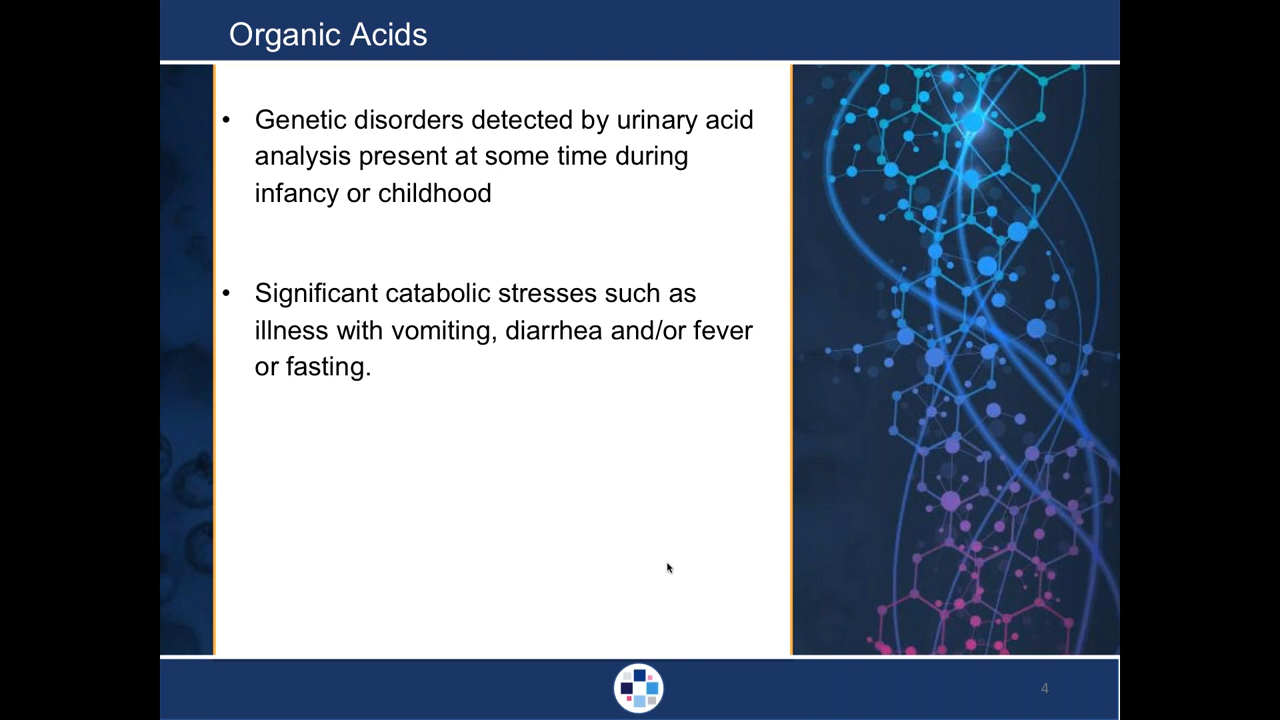 Organic Acids
• Genetic disorders detected by urinary acid
analysis present at some time during
infancy or childhood
• Significant catabolic stresses such as
illness with vomiting, diarrhea and/or fever
or fasting.
4